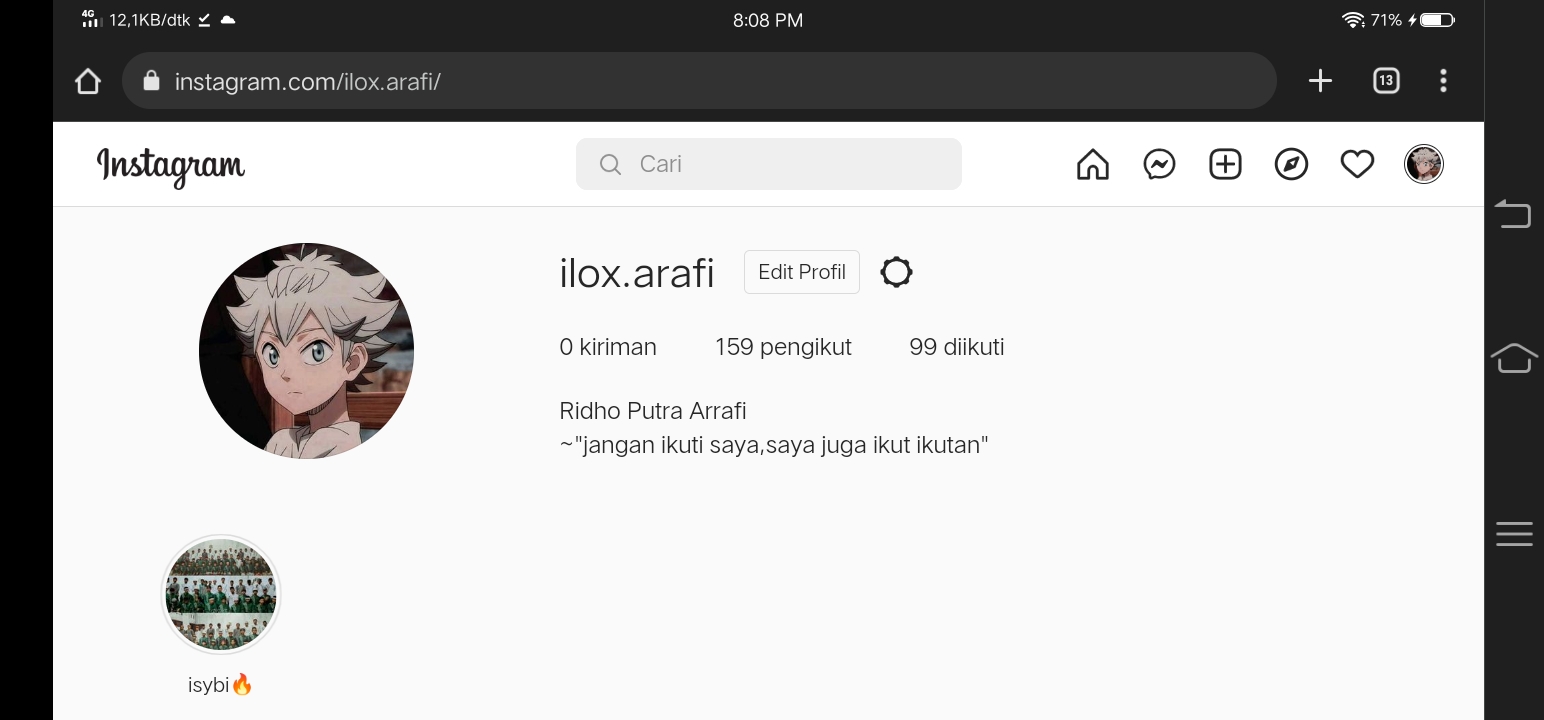 4G 12,1KB/dtk
8:08 PM
71%
instagram.com/ilox.arafi/
13
Instagram
Cari
ilox.arafi
Edit Profil
0 kiriman 159 pengikut 99 diikuti
Ridho Putra Arrafi
~"jangan ikuti saya,saya juga ikut ikutan"
isybi🔥